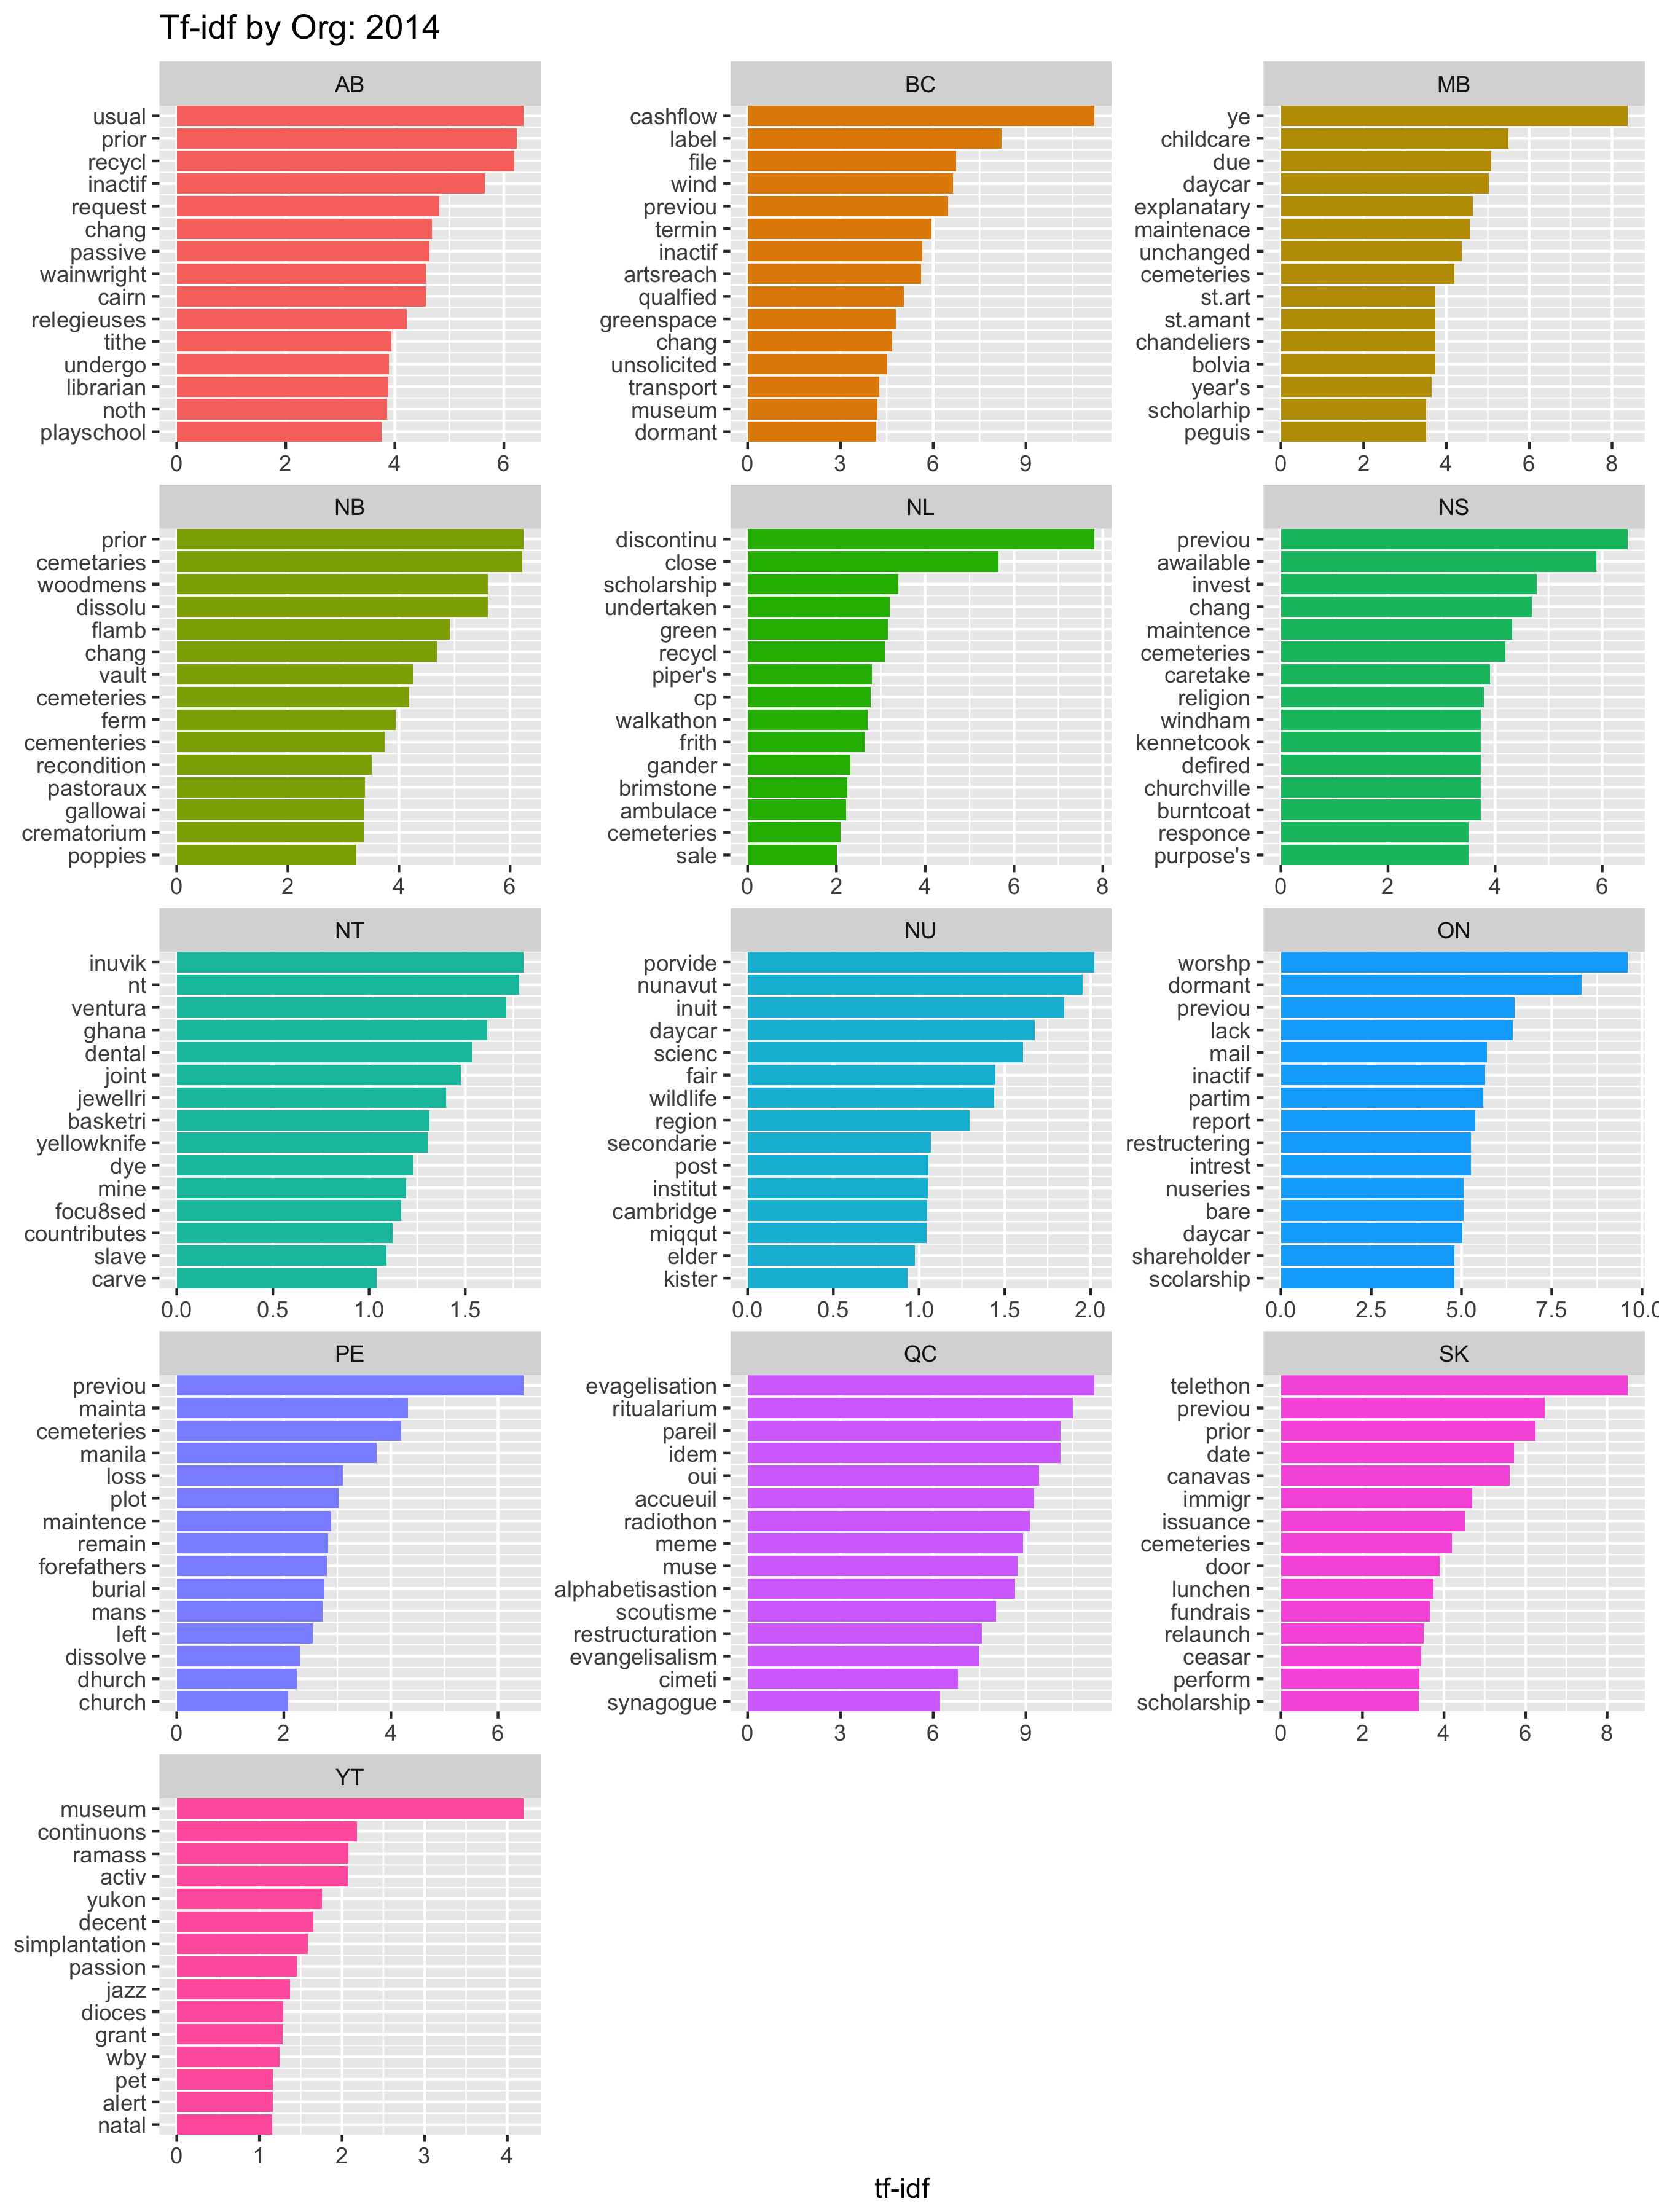 Tf-idf by Org: 2014
AB
usual
prior
recycl
inactif
request
chang
passive
wainwright
cairn
relegieuses
tithe
undergo
librarian
noth
playschool
0 2 4 6
BC
cashflow
label
file
wind
previou
termin
inactif
artsreach
qualfied
greenspace
chang
unsolicited
transport
museum
dormant
0 3 6 9
MB
ye
childcare
due
daycar
explanatary
maintenace
unchanged
cemeteries
st.art
st.amant
chandeliers
bolvia
year's
scholarhip
peguis
0 2 4 6 8
NB
prior
cemetaries
woodmens
dissolu
flamb
chang
vault
cemeteries
ferm
cementeries
recondition
pastoraux
gallowai
crematorium
poppies
0 2 4 6
NL
discontinu
close
scholarship
undertaken
green
recycl
piper's
cp
walkathon
frith
gander
brimstone
ambulace
cemeteries
sale
0 2 4 6 8
NS
previou
awailable
invest
chang
maintence
cemeteries
caretake
religion
windham
kennetcook
defired
churchville
burntcoat
responce
purpose's
0 2 4 6
NT
inuvik
nt
ventura
ghana
dental
joint
jewellri
basketri
yellowknife
dye
mine
focu8sed
countributes
slave
carve
0.0 0.5 1.0 1.5
NU
porvide
nunavut
inuit
daycar
scienc
fair
wildlife
region
secondarie
post
institut
cambridge
miqqut
elder
kister
0.0 0.5 1.0 1.5 2.0
ON
worshp
dormant
previou
lack
mail
inactif
partim
report
restructering
intrest
nuseries
bare
daycar
shareholder
scolarship
0.0 2.5 5.0 7.5 10.0
PE
previou
mainta
cemeteries
manila
loss
plot
maintence
remain
forefathers
burial
mans
left
dissolve
dhurch
church
0 2 4 6
QC
evagelisation
ritualarium
pareil
idem
oui
accueuil
radiothon
meme
muse
alphabetisastion
scoutisme
restructuration
evangelisalism
cimeti
synagogue
0 3 6 9
SK
telethon
previou
prior
date
canavas
immigr
issuance
cemeteries
door
lunchen
fundrais
relaunch
ceasar
perform
scholarship
0 2 4 6 8
YT
museum
continuons
ramass
activ
yukon
decent
simplantation
passion
jazz
dioces
grant
wby
pet
alert
natal
0 1 2 3 4
tf-idf